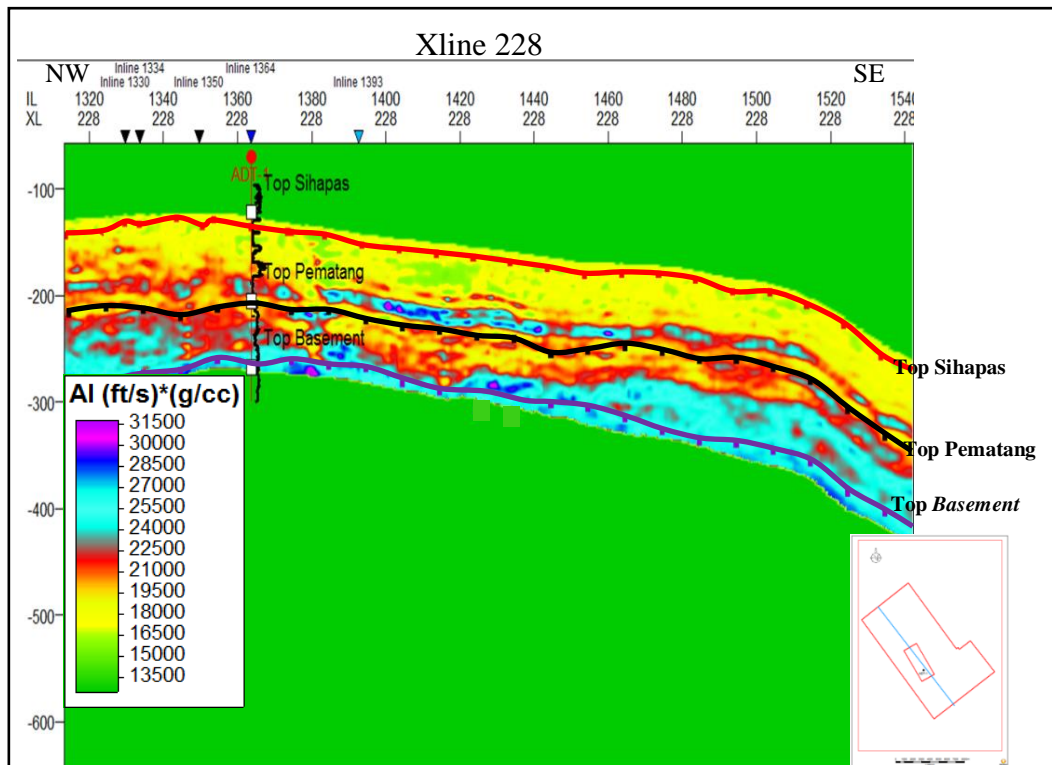 Xline 228
NW
SE
Inline 1334
Inline 1364
Inline 1330
Inline 1350
Inline 1393
IL 1320 1340 1360 1380 1400 1420 1440 1460 1480 1500 1520 1540
XL 228 228 228 228 228 228 228 228 228 228 228 228
ADT-1
Top Sihapas
Top Pematang
Top Basement
-100
-200
-300
-400
-500
-600
Top Sihapas
Top Pematang
Top Basement
AI (ft/s)*(g/cc)
31500
30000
28500
27000
25500
24000
22500
21000
19500
18000
16500
15000
13500